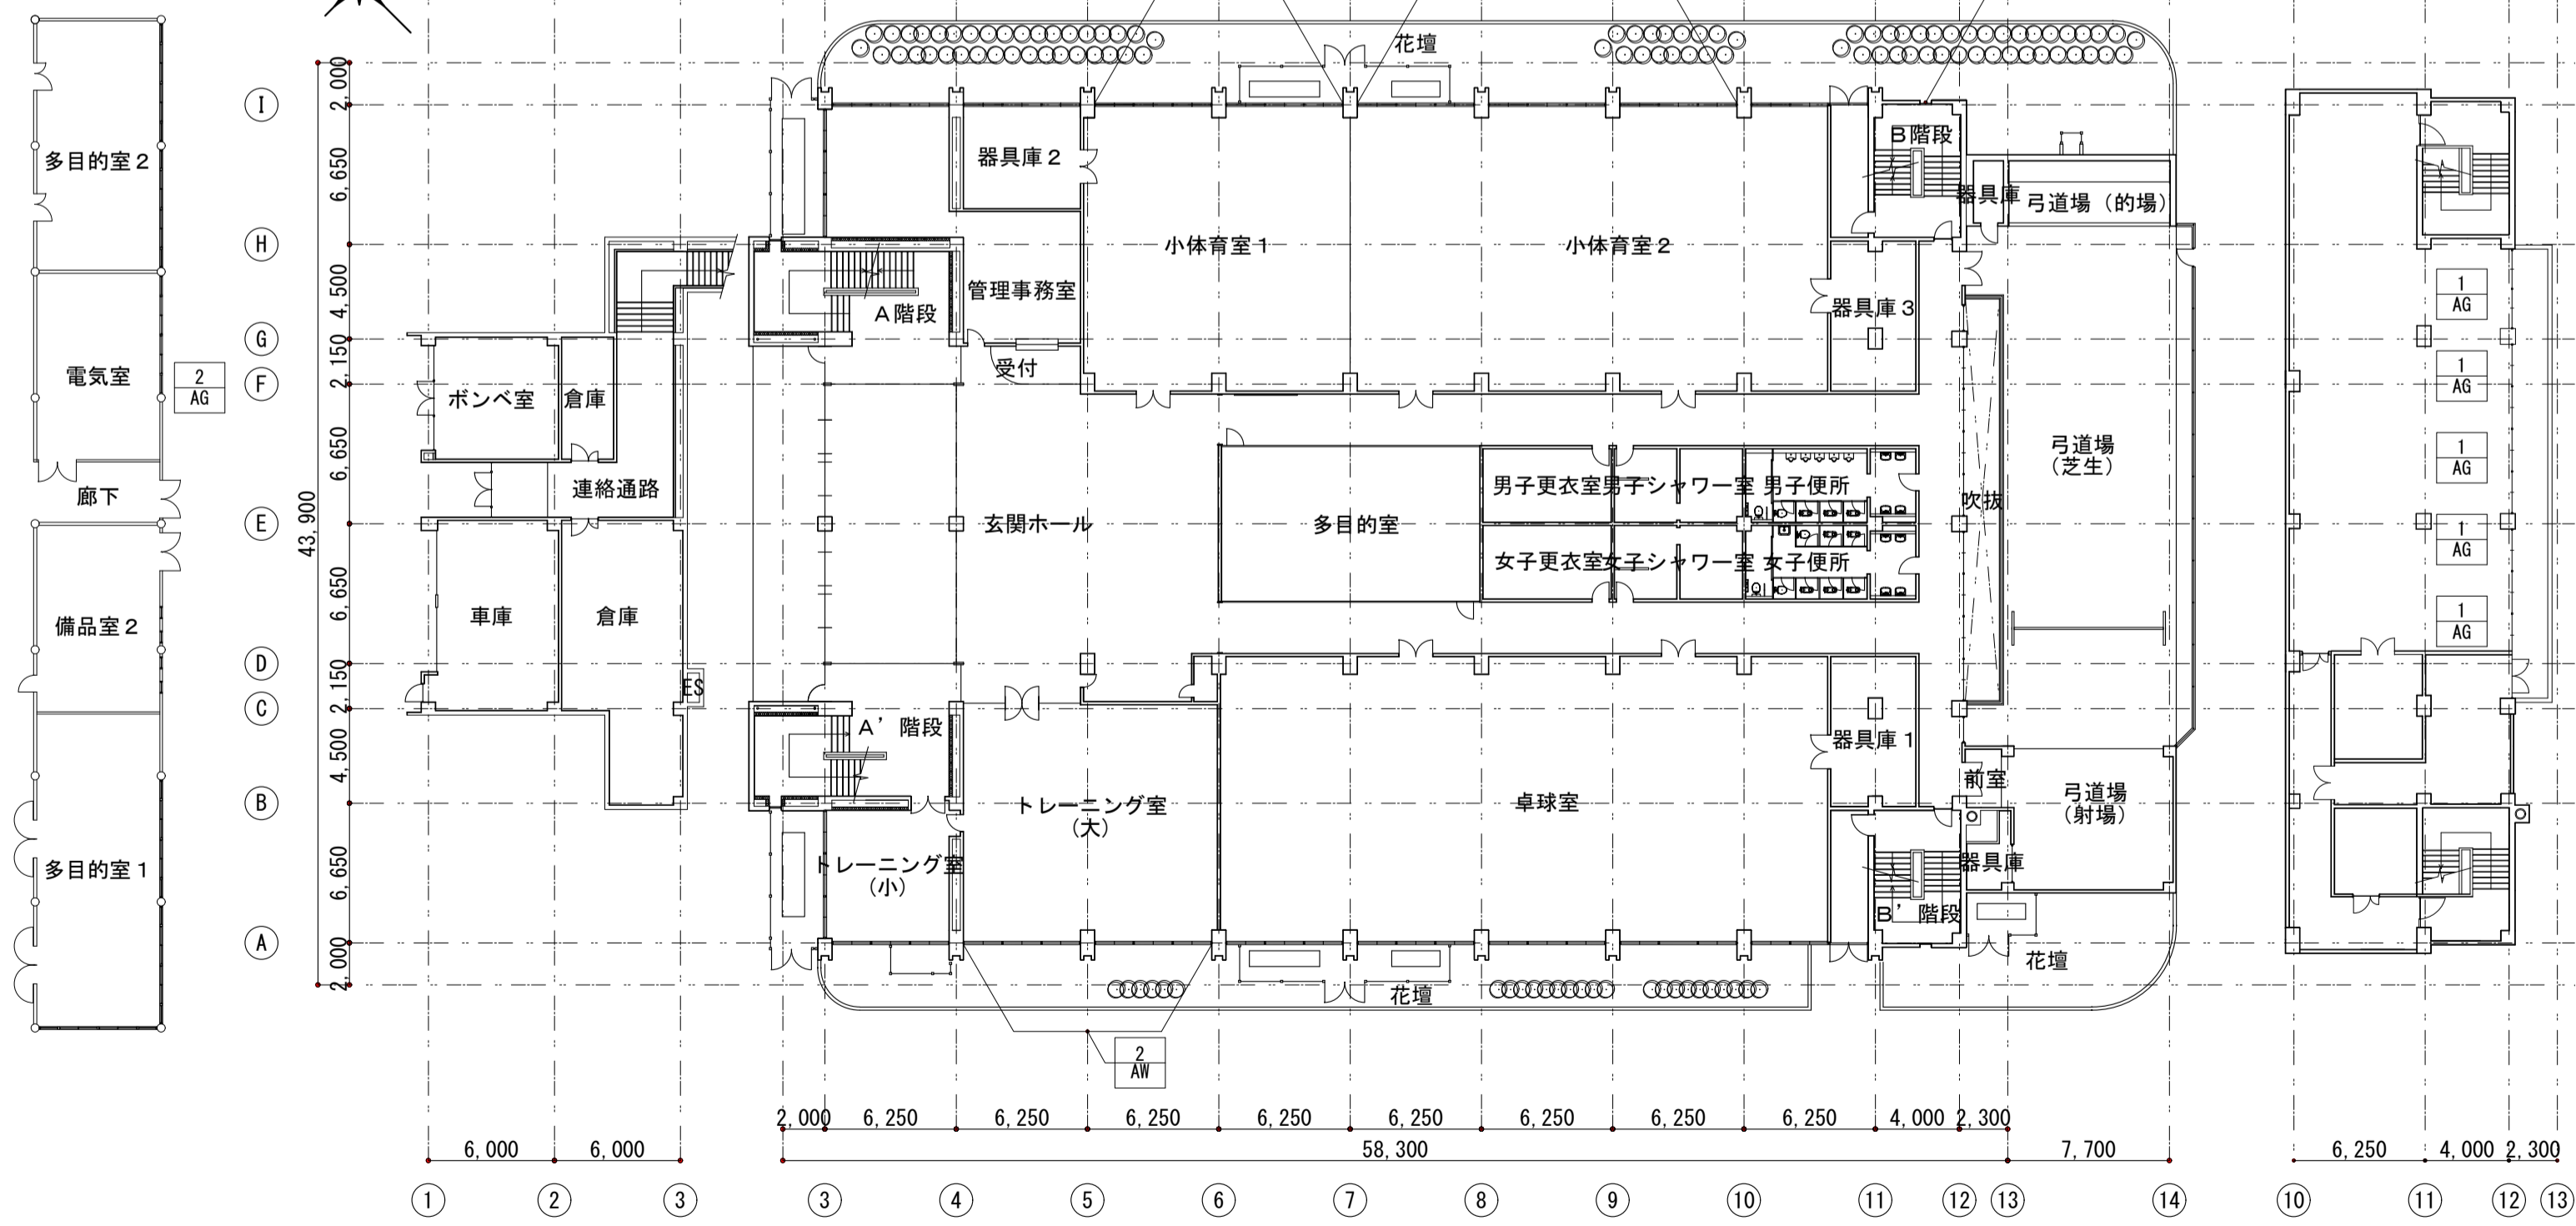 花壇
2,000
I
B階段
多目的室2
器具庫2
6,650
器具庫
弓道場（的場）
H
小体育室1
小体育室2
1
AG
管理事務室
4,500
A階段
器具庫3
G
2,150
受付
1
AG
電気室
2
AG
F
ボンベ室
倉庫
6,650
弓道場
（芝生）
1
AG
廊下
連絡通路
男子更衣室
男子シャワー室
男子便所
吹抜
43,900
E
玄関ホール
多目的室
1
AG
女子更衣室
女子シャワー室
女子便所
6,650
備品室2
車庫
倉庫
1
AG
D
2,150
ES
C
A’階段
器具庫1
4,500
前室
B
トレーニング室
（大）
卓球室
弓道場
（射場）
多目的室1
6,650
トレーニング室
（小）
器具庫
B’階段
A
2,000
花壇
花壇
2
AW
2,000
6,250
6,250
6,250
6,250
6,250
6,250
6,250
6,250
4,000
2,300
6,000
6,000
58,300
7,700
6,250
4,000
2,300
1
2
3
3
4
5
6
7
8
9
10
11
12
13
14
10
11
12
13